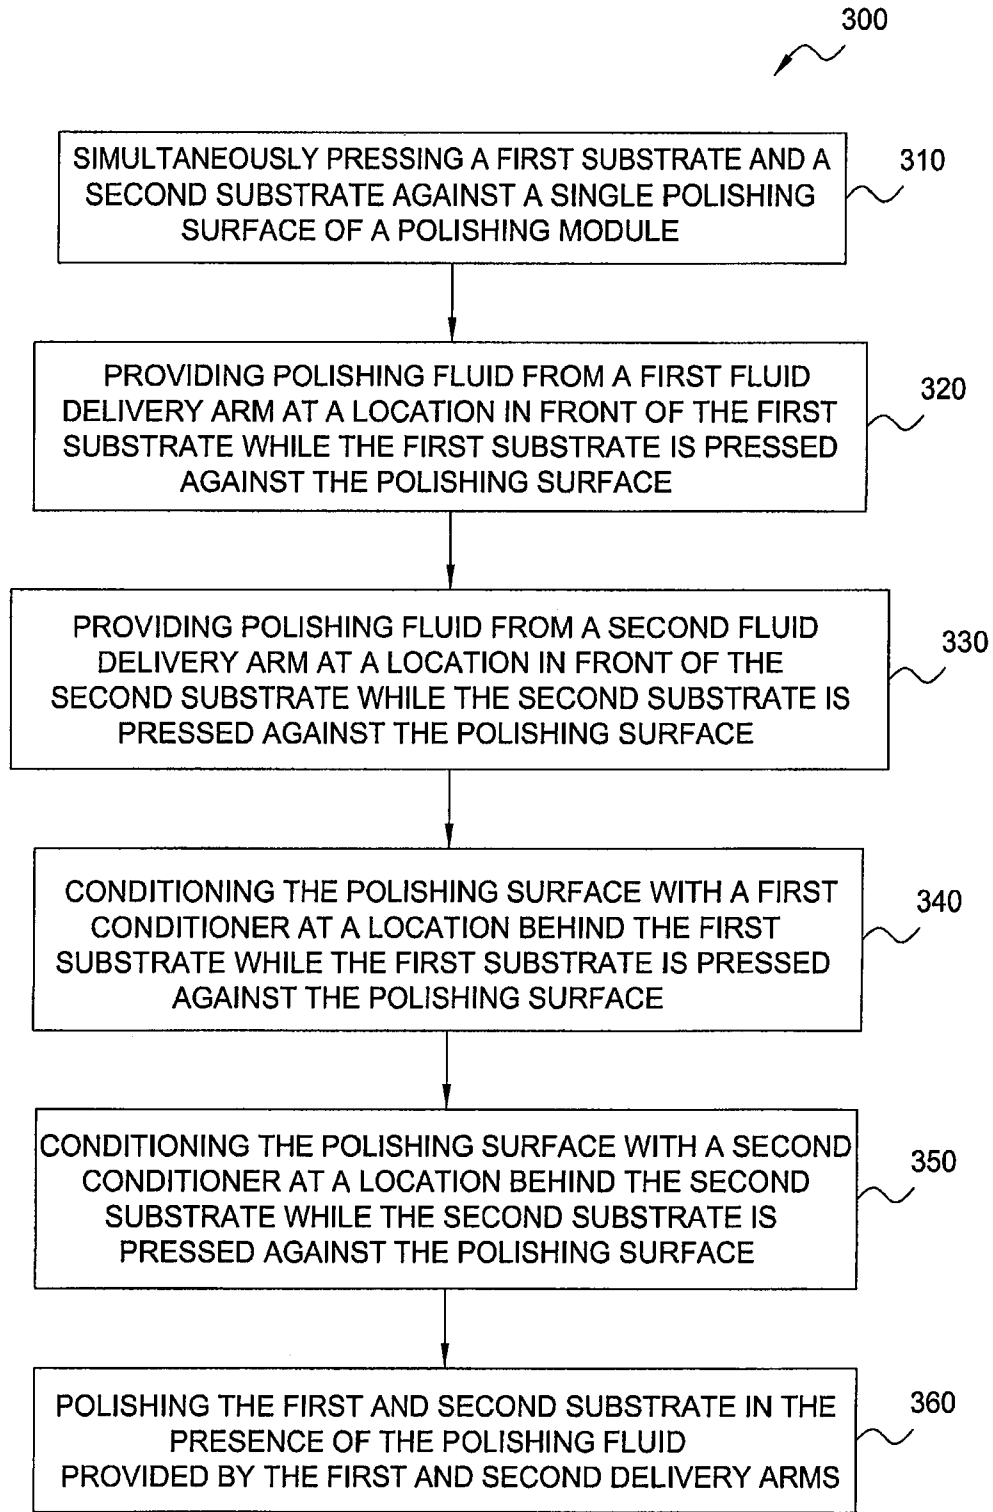 300
SIMULTANEOUSLY PRESSING A FIRST SUBSTRATE AND A
SECOND SUBSTRATE AGAINST A SINGLE POLISHING
SURFACE OF A POLISHING MODULE
310
PROVIDING POLISHING FLUID FROM A FIRST FLUID
DELIVERY ARM AT A LOCATION IN FRONT OF THE FIRST
SUBSTRATE WHILE THE FIRST SUBSTRATE IS PRESSED
AGAINST THE POLISHING SURFACE
320
PROVIDING POLISHING FLUID FROM A SECOND FLUID
DELIVERY ARM AT A LOCATION IN FRONT OF THE
SECOND SUBSTRATE WHILE THE SECOND SUBSTRATE IS
PRESSED AGAINST THE POLISHING SURFACE
330
CONDITIONING THE POLISHING SURFACE WITH A FIRST
CONDITIONER AT A LOCATION BEHIND THE FIRST
SUBSTRATE WHILE THE FIRST SUBSTRATE IS PRESSED
AGAINST THE POLISHING SURFACE
340
CONDITIONING THE POLISHING SURFACE WITH A SECOND
CONDITIONER AT A LOCATION BEHIND THE SECOND
SUBSTRATE WHILE THE SECOND SUBSTRATE IS
PRESSED AGAINST THE POLISHING SURFACE
350
POLISHING THE FIRST AND SECOND SUBSTRATE IN THE
PRESENCE OF THE POLISHING FLUID
PROVIDED BY THE FIRST AND SECOND DELIVERY ARMS
360